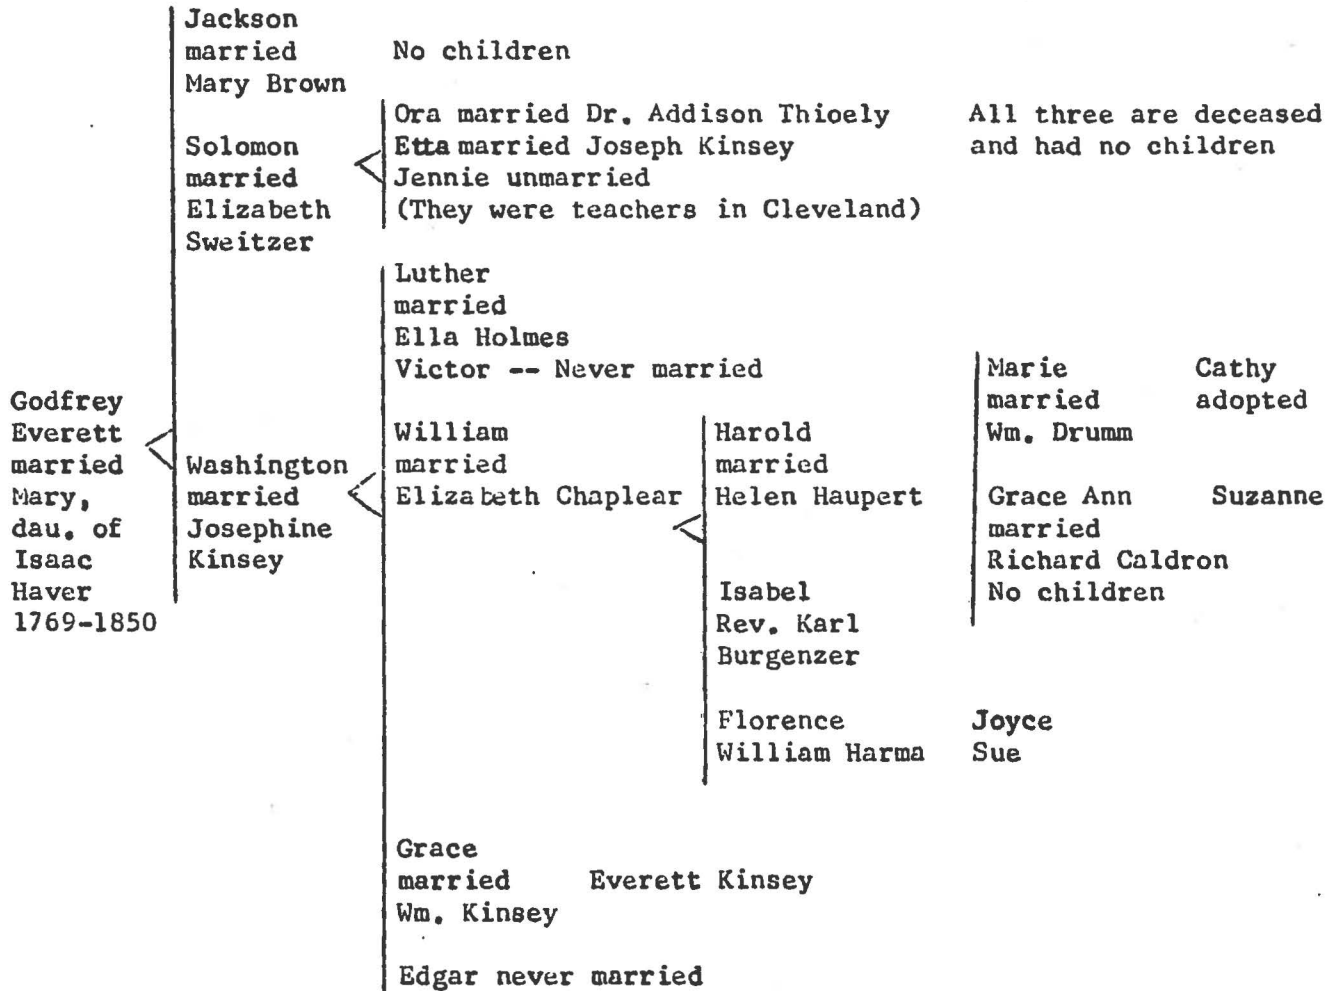 Jackson
married No children
Mary Brown
Ora married Dr. Addison Thioely All three are deceased
Solomon Etta married Joseph Kinsey and had no children
married Jennie unmarried
Elizabeth (They were teachers in Cleveland)
Sweitzer
Luther
married
Ella Holmes
Victor -- Never married Marie Cathy
Godfrey married adopted
Everett William Harold Wm. Drumm
married Washington married married
Mary, married Elizabeth Chaplear Helen Haupert Grace Ann Suzanne
dau. of Josephine married
Isaac Kinsey Richard Caldron
Haver Isabel No children
1769-1850 Rev. Karl
Burgenzer
Florence Joyce
William Harma Sue
Grace
married Everett Kinsey
Wm. Kinsey
Edgar never married